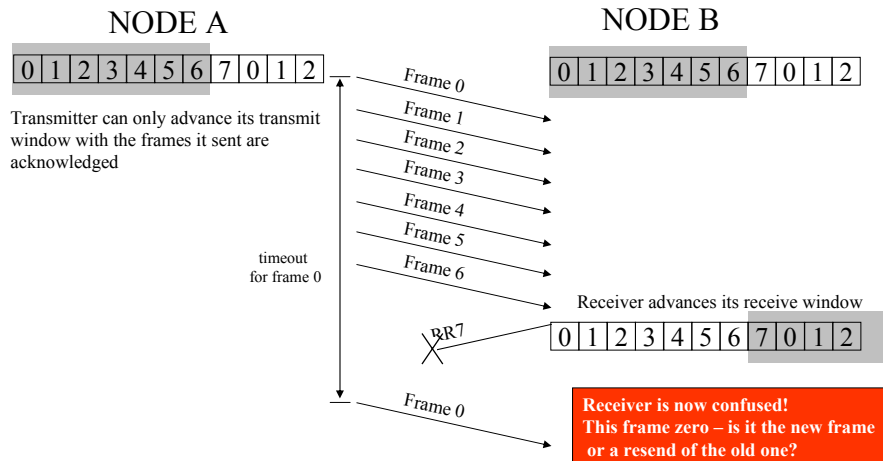 NODE A
NODE B
0 1 2 3 4 5 6 7 0 1 2
0 1 2 3 4 5 6 7 0 1 2
Transmitter can only advance its transmit
window with the frames it sent are
acknowledged
Frame 0
Frame 1
Frame 2
Frame 3
Frame 4
Frame 5
Frame 6
timeout
for frame 0
Receiver advances its receive window
RR7
0 1 2 3 4 5 6 7 0 1 2
Frame 0
Receiver is now confused!
This frame zero – is it the new frame
or a resend of the old one?